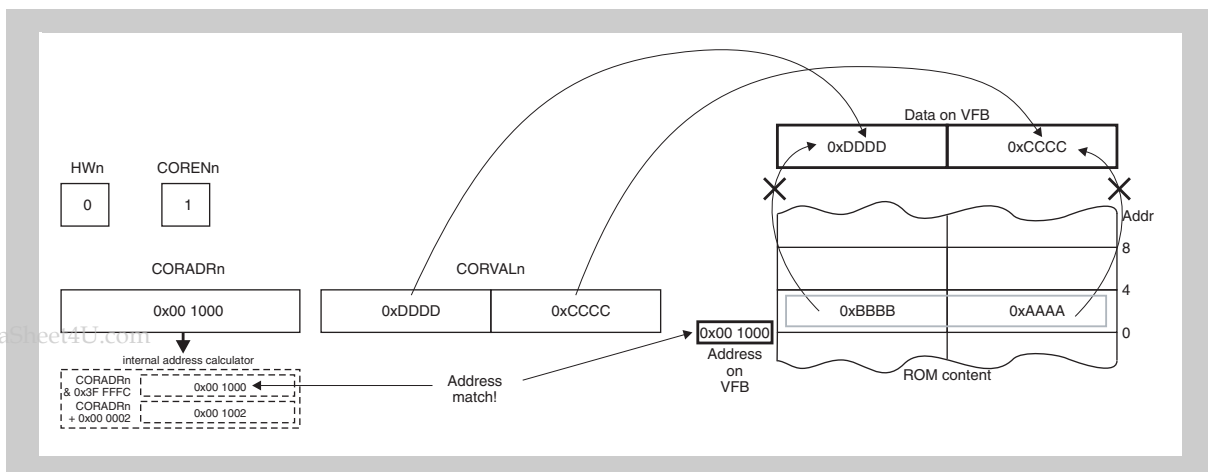 Data on VFB
0xDDDD 0xCCCC
HWn CORENn
0 1
Addr
8
CORADRn CORVALn
4
0x00 1000 0xDDDD 0xCCCC 0xBBBB 0xAAAA
aSheet4U.com
0x00 1000 0
internal address calculator
Address
on
VFB
ROM content
CORADRn
& 0x3F FFFC
0x00 1000
Address
match!
CORADRn
+ 0x00 0002
0x00 1002